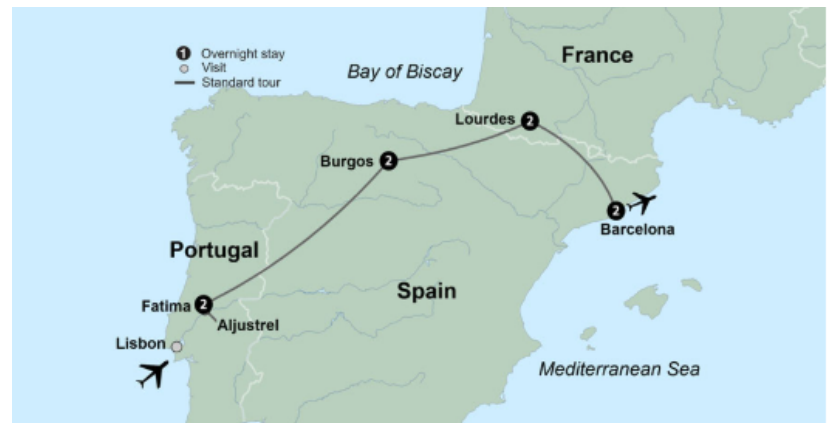 1 Overnight stay
Visit
Standard tour
France
Bay of Biscay
Lourdes
2
Burgos
2
2
Barcelona
Portugal
Spain
Fatima
2
Aljustrel
Lisbon
Mediterranean Sea